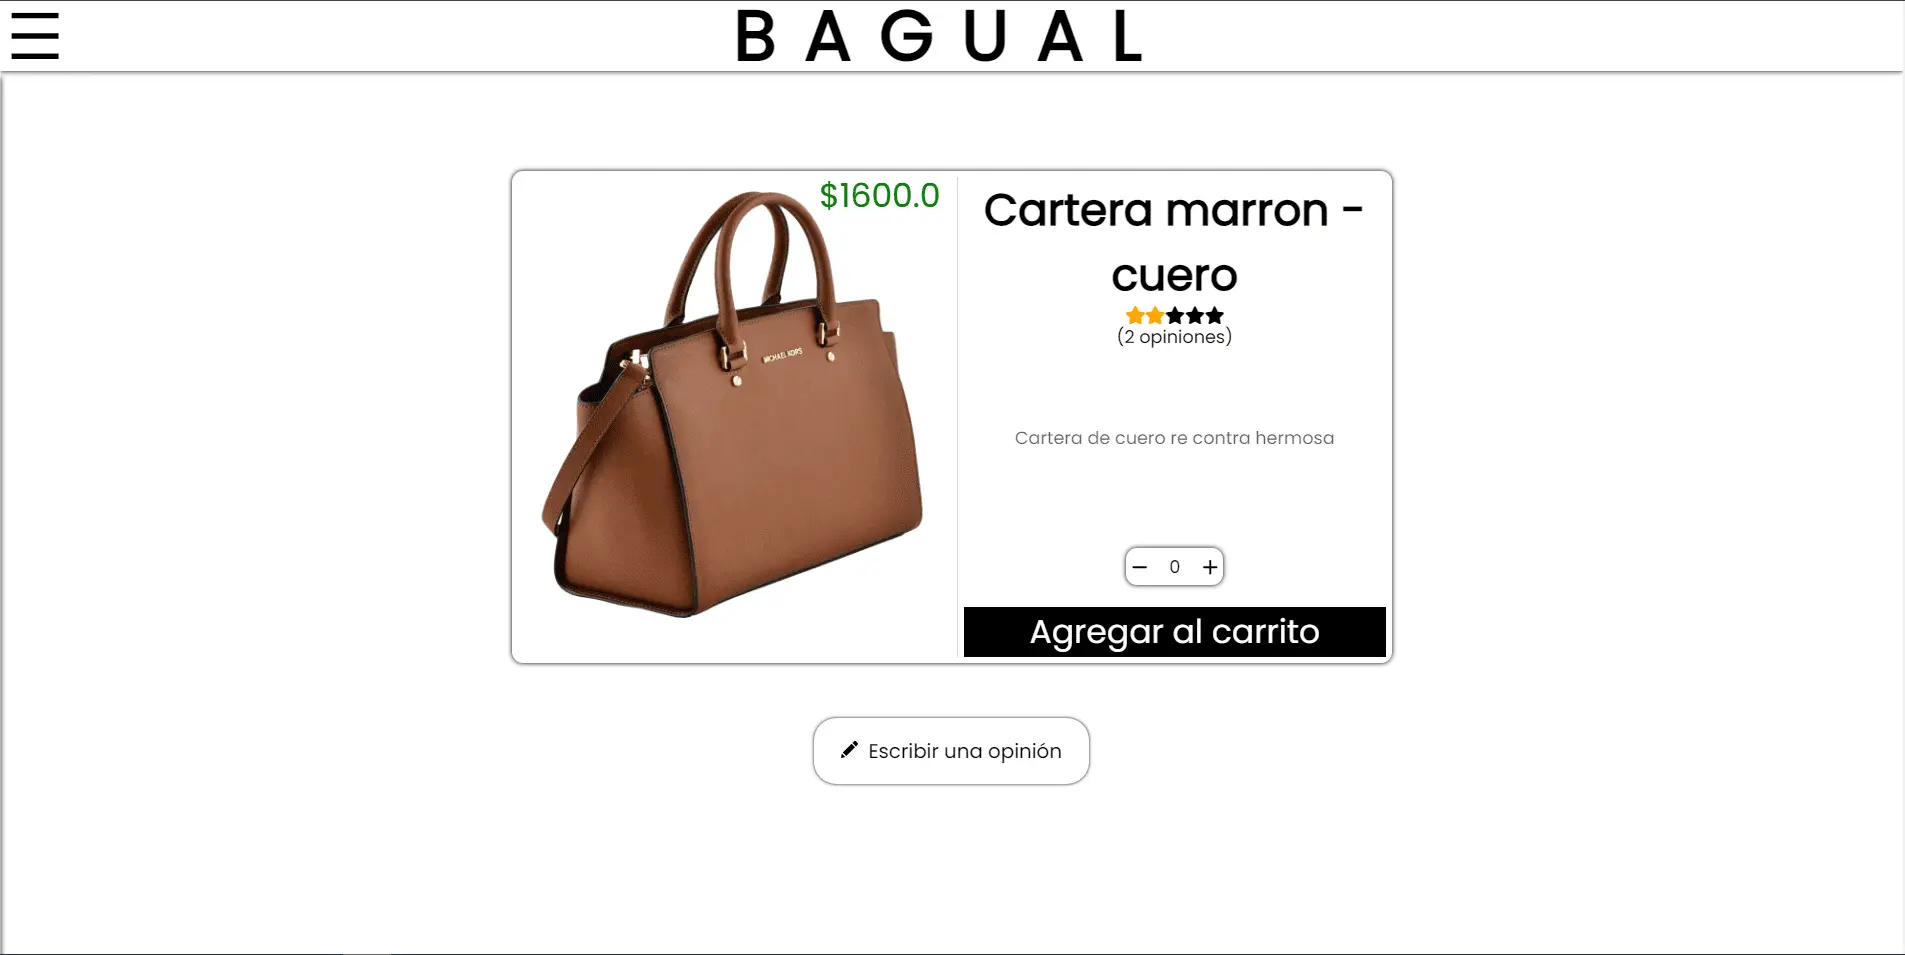 BAGUAL
$1600.0
MICHAEL KORS
Cartera marron -
cuero
(2 opiniones)
Cartera de cuero re contra hermosa
0
Agregar al carrito
Escribir una opinión